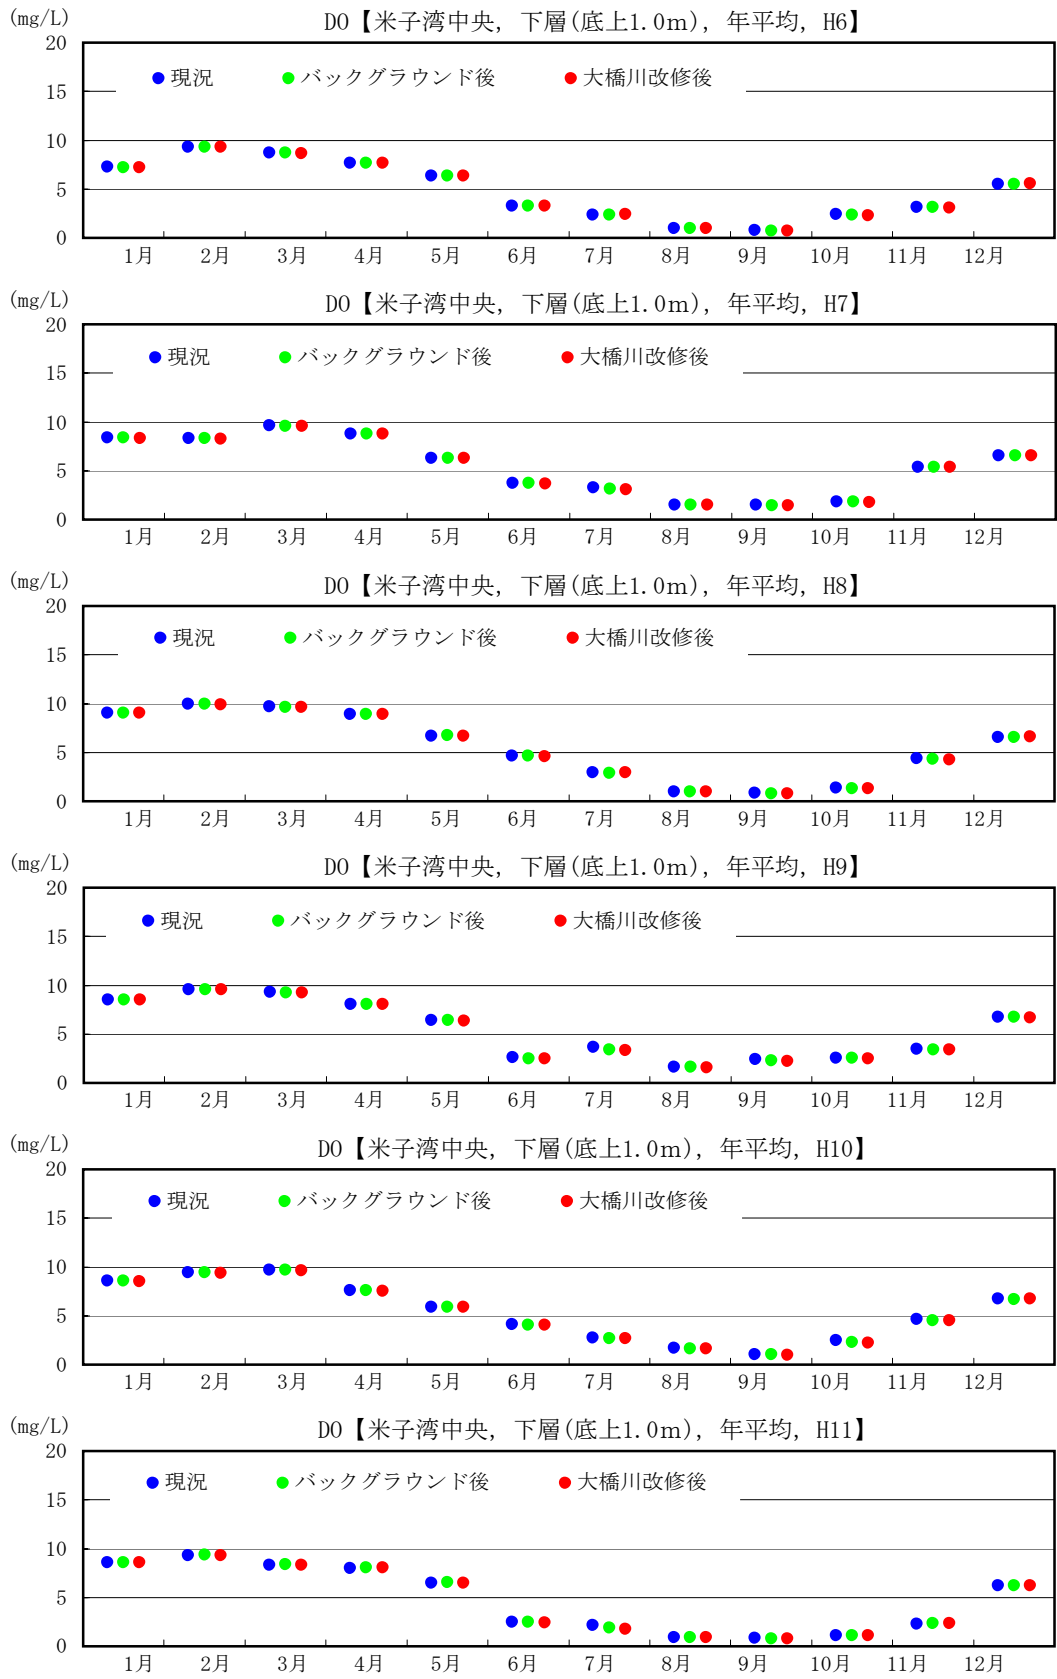 (mg/L)
DO【米子湾中央, 下層(底上1.0m), 年平均, H6】
20
現況 バックグラウンド後 大橋川改修後
15
10
5
0
1月 2月 3月 4月 5月 6月 7月 8月 9月 10月 11月 12月
(mg/L)
DO【米子湾中央, 下層(底上1.0m), 年平均, H7】
20
現況 バックグラウンド後 大橋川改修後
15
10
5
0
1月 2月 3月 4月 5月 6月 7月 8月 9月 10月 11月 12月
(mg/L)
DO【米子湾中央, 下層(底上1.0m), 年平均, H8】
20
現況 バックグラウンド後 大橋川改修後
15
10
5
0
1月 2月 3月 4月 5月 6月 7月 8月 9月 10月 11月 12月
(mg/L)
DO【米子湾中央, 下層(底上1.0m), 年平均, H9】
20
現況 バックグラウンド後 大橋川改修後
15
10
5
0
1月 2月 3月 4月 5月 6月 7月 8月 9月 10月 11月 12月
(mg/L)
DO【米子湾中央, 下層(底上1.0m), 年平均, H10】
20
現況 バックグラウンド後 大橋川改修後
15
10
5
0
1月 2月 3月 4月 5月 6月 7月 8月 9月 10月 11月 12月
(mg/L)
DO【米子湾中央, 下層(底上1.0m), 年平均, H11】
20
現況 バックグラウンド後 大橋川改修後
15
10
5
0
1月 2月 3月 4月 5月 6月 7月 8月 9月 10月 11月 12月